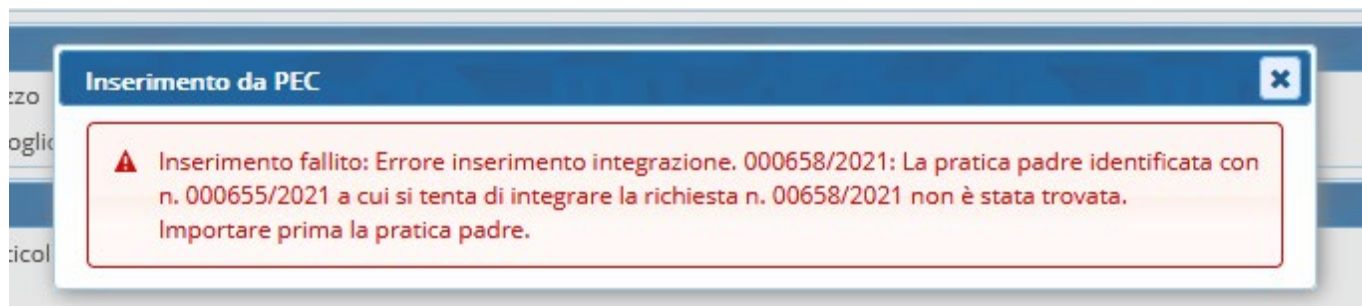 Inserimento da PEC
zzo
oglic
Inserimento fallito: Errore inserimento integrazione. 000658/2021: La pratica padre identificata con
n. 000655/2021 a cui si tenta di integrare la richiesta n. 00658/2021 non è stata trovata.
Importare prima la pratica padre.
ticol